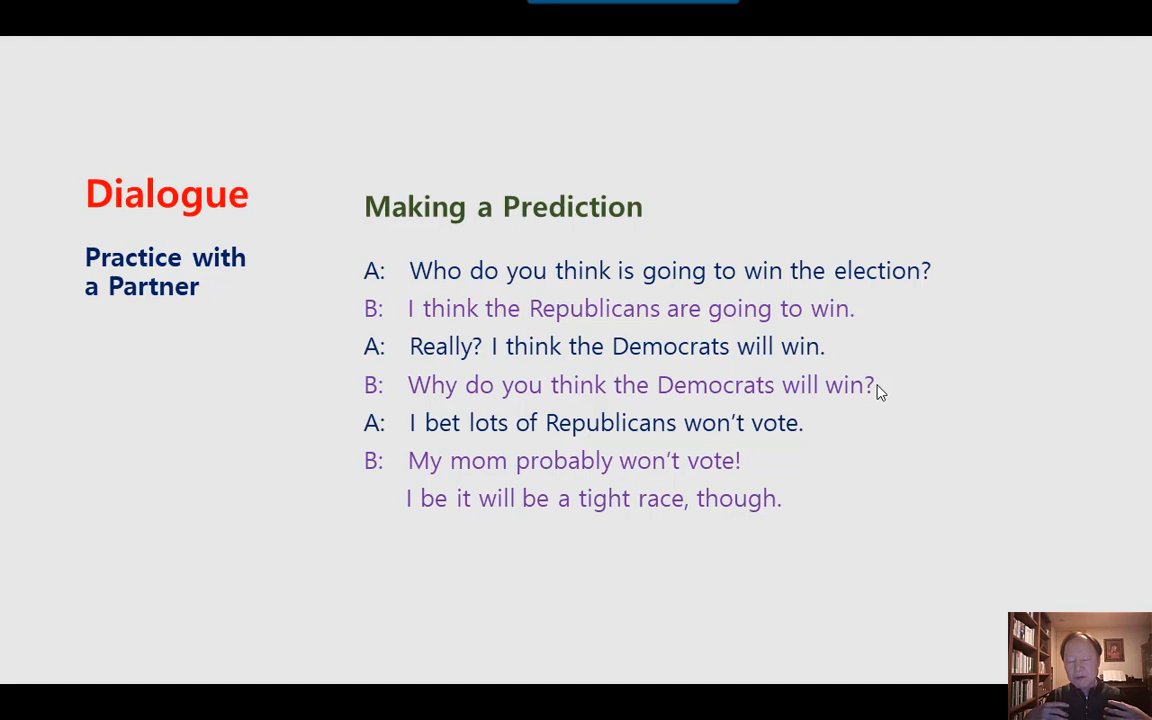 Dialogue
Practice with
a Partner
Making a Prediction
A: Who do you think is going to win the election?
B: I think the Republicans are going to win.
A: Really? I think the Democrats will win.
B: Why do you think the Democrats will win?
A: I bet lots of Republicans won't vote.
B: My mom probably won't vote!
I be it will be a tight race, though.